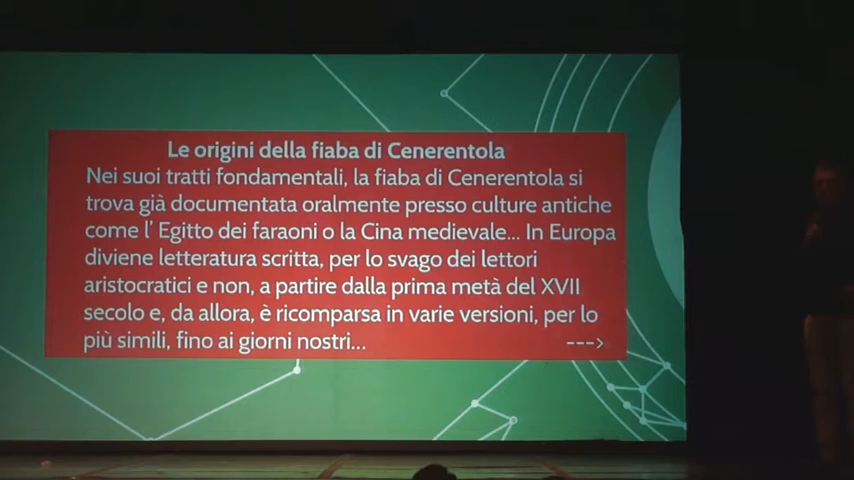 Le origini della fiaba di Cenerentola
Nei suoi tratti fondamentali, la fiaba di Cenerentola si
trova già documentata oralmente presso culture antiche
come l' Egitto dei faraoni o la Cina medievale... In Europa
diviene letteratura scritta, per lo svago dei lettori
aristocratici e non, a partire dalla prima metà del XVII
secolo e, da allora, è ricomparsa in varie versioni, per lo
più simili, fino ai giorni nostri... --->